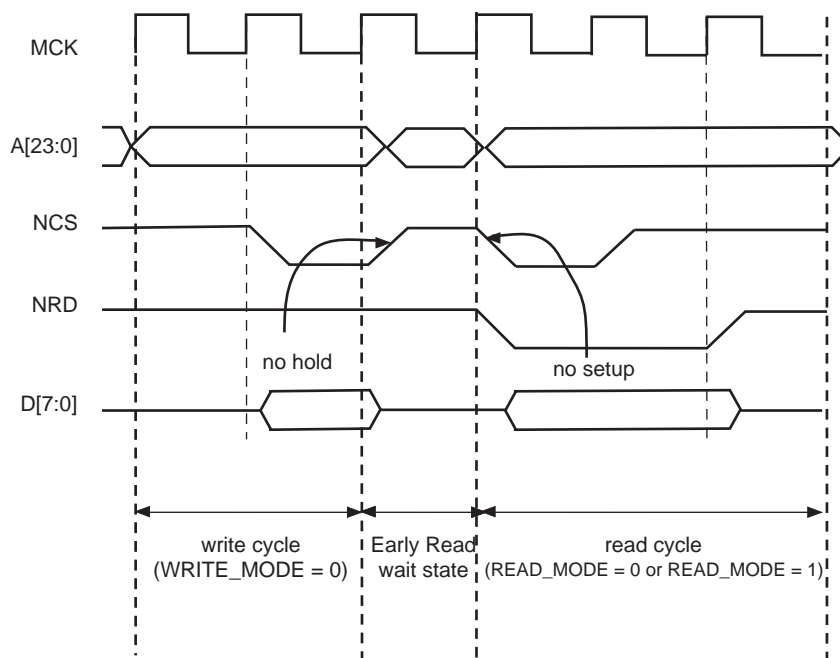 MCK
A[23:0]
NCS
NRD
no hold
no setup
D[7:0]
write cycle
(WRITE_MODE = 0)
Early Read
wait state
read cycle
(READ_MODE = 0 or READ_MODE = 1)